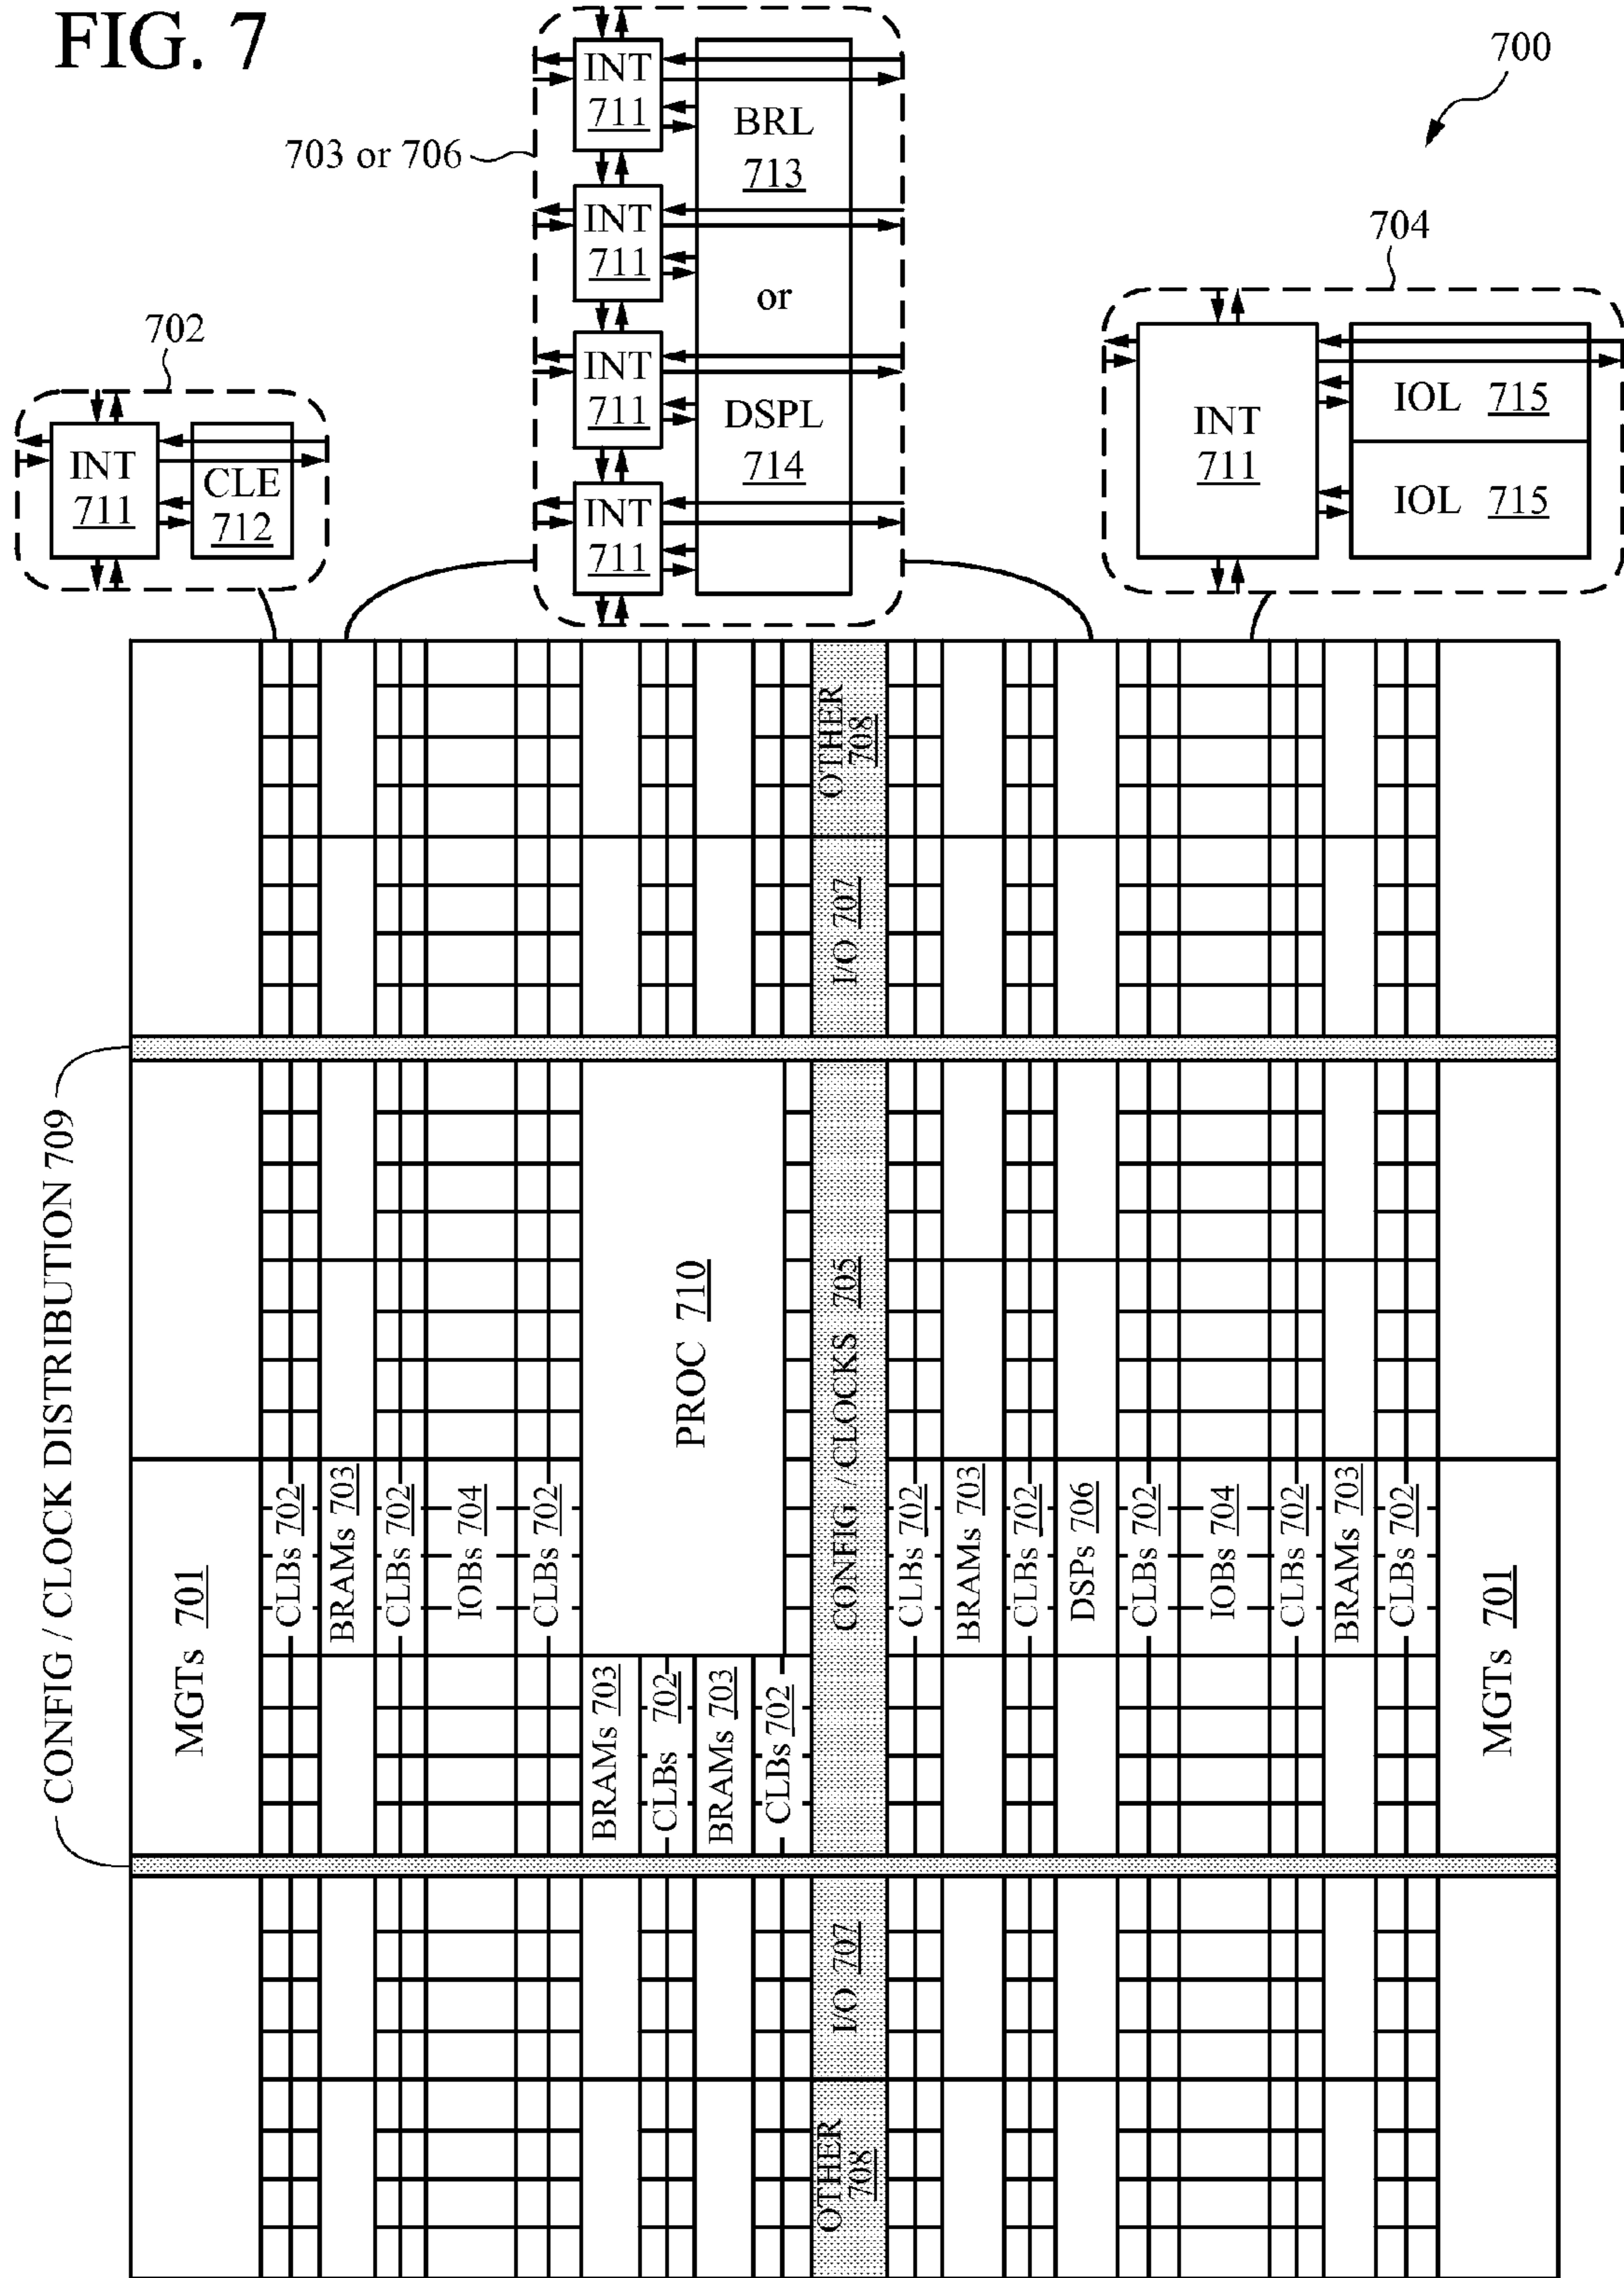 FIG. 7
700
703 or 706
INT
711
INT
711
INT
711
INT
711
BRL
713
or
DSPL
714
704
INT
711
IOL 715
IOL 715
702
INT
711
CLE
712
OTHER
708
I/O 707
CONFIG / CLOCK DISTRIBUTION 709
PROC 710
CONFIG / CLOCKS 705
MGTs 701
CLBs 702
BRAMs 703
CLBs 702
IOBs 704
CLBs 702
BRAMs 703
CLBs 702
BRAMs 703
CLBs 702
CLBs 702
BRAMs 703
CLBs 702
DSPs 706
CLBs 702
IOBs 704
CLBs 702
BRAMs 703
CLBs 702
MGTs 701
I/O 707
OTHER
708